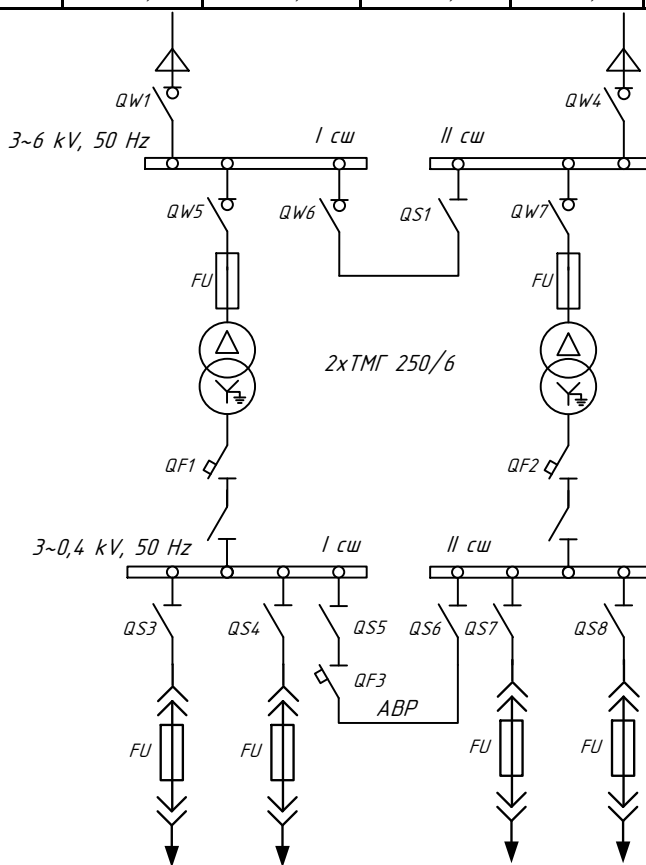 QW1
QW4
3~6 kV, 50 Hz
I сш
II сш
QW5
QW6
QS1
QW7
FU
FU
2хТМГ 250/6
QF1
QF2
3~0,4 kV, 50 Hz
I сш
II сш
QS3
QS4
QS5
QS6
QS7
QS8
QF3
АВР
FU
FU
FU
FU